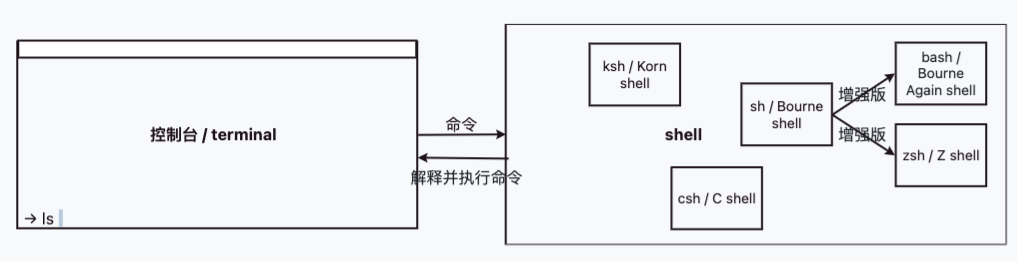 控制台 / terminal
→ ls
命令
解释并执行命令
ksh / Korn
shell
shell
csh / C shell
sh / Bourne
shell
增强版
增强版
bash /
Bourne
Again shell
zsh / Z shell